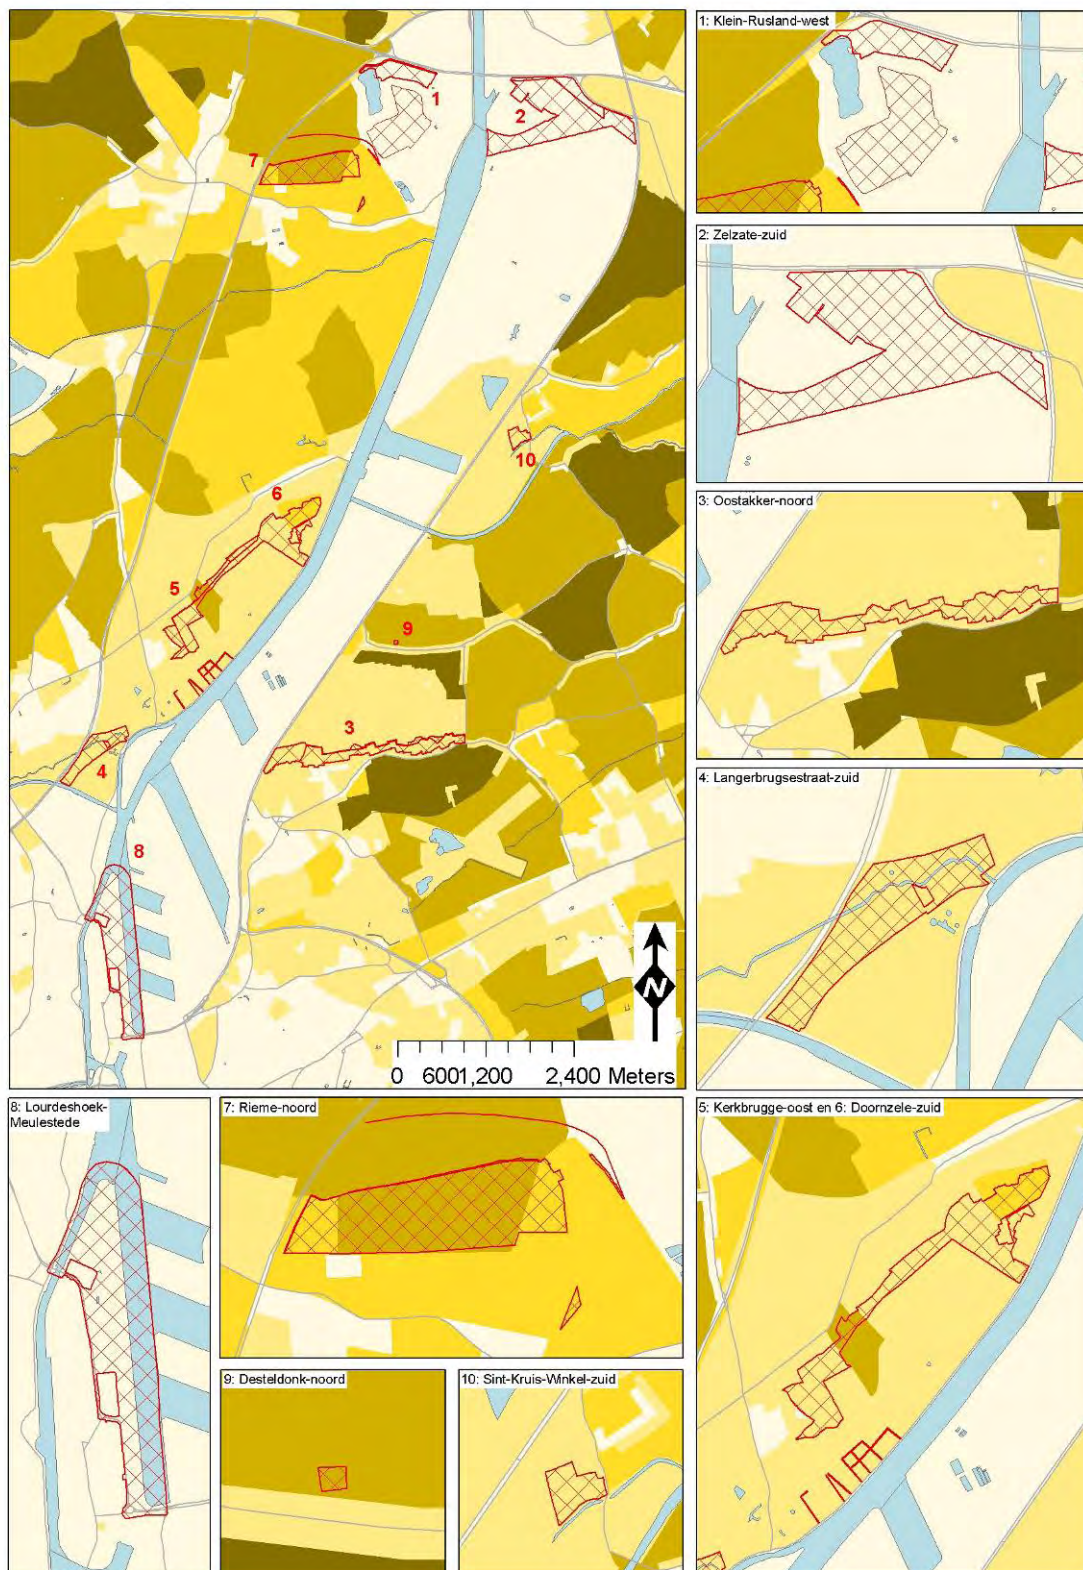 1
2
7
10
6
5
9
3
4
8
N
0 6001,200 2,400 Meters
1: Klein-Rusland-west
2: Zelzate-zuid
3: Oostakker-noord
4: Langerbrugsestraat-zuid
8: Lourdeshoek-
Meulestede
7: Rieme-noord
5: Kerkbrugge-oost en 6: Doornzele-zuid
9: Desteldonk-noord
10: Sint-Kruis-Winkel-zuid